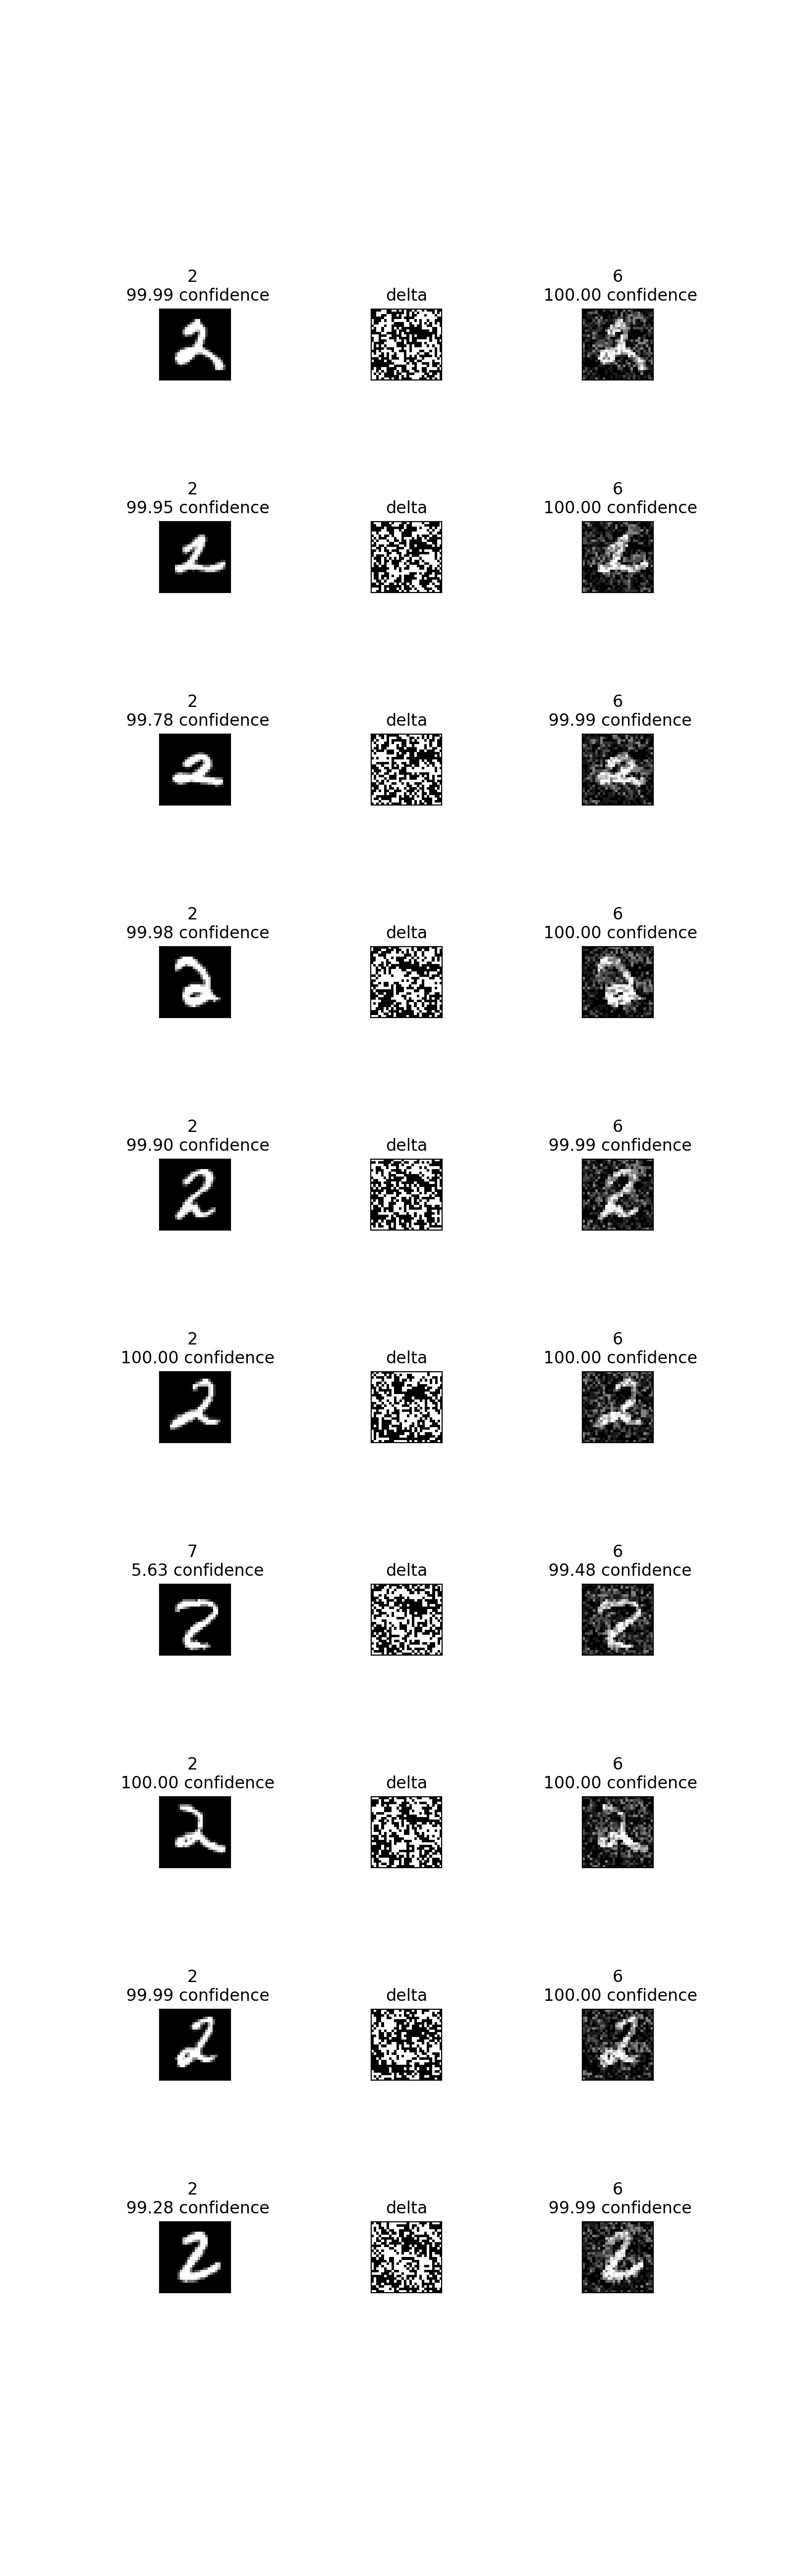 2
99.99 confidence
delta
6
100.00 confidence
2
99.95 confidence
delta
6
100.00 confidence
2
99.78 confidence
delta
6
99.99 confidence
2
99.98 confidence
delta
6
100.00 confidence
2
99.90 confidence
delta
6
99.99 confidence
2
100.00 confidence
delta
6
100.00 confidence
7
5.63 confidence
delta
6
99.48 confidence
2
100.00 confidence
delta
6
100.00 confidence
2
99.99 confidence
delta
6
100.00 confidence
2
99.28 confidence
delta
6
99.99 confidence